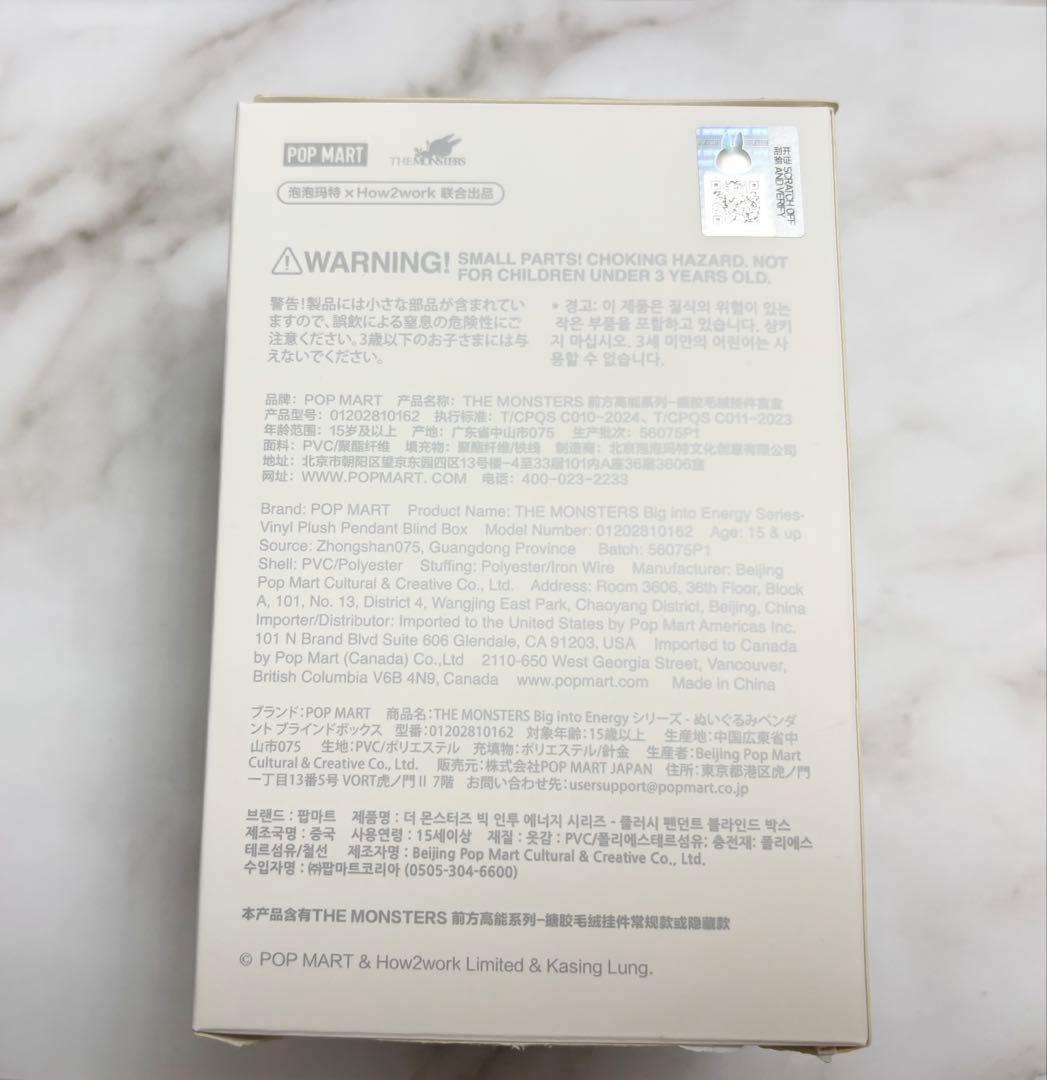 POP MART
THE MONSTERS
泡泡玛特 × How2work 联合出品
刮开验证
SCRATCH OFF
AND VERIFY
WARNING! SMALL PARTS! CHOKING HAZARD. NOT
FOR CHILDREN UNDER 3 YEARS OLD.
警告!製品には小さな部品が含まれてい
ますので、誤飲による窒息の危険性にご
注意ください。3歳以下のお子さまには与
えないでください。
* 경고: 이 제품은 질식의 위험이 있는
작은 부품을 포함하고 있습니다. 삼키
지 마십시오. 3세 미만의 어린이는 사
용할 수 없습니다.
品牌: POP MART 产品名称: THE MONSTERS 前方高能系列-搪胶毛绒挂件盲盒
产品型号: 01202810162 执行标准: T/CPQS C010-2024、T/CPQS C011-2023
年龄范围: 15岁及以上 产地: 广东省中山市075 生产批次: 56075P1
面料: PVC/聚酯纤维 填充物: 聚酯纤维/铁线 制造商: 北京泡泡玛特文化创意有限公司
地址: 北京市朝阳区望京东园四区13号楼-4至33层101内A座36层3606室
网址: WWW.POPMART. COM 电话: 400-023-2233
Brand: POP MART Product Name: THE MONSTERS Big into Energy Series-
Vinyl Plush Pendant Blind Box Model Number: 01202810162 Age: 15 & up
Source: Zhongshan075, Guangdong Province Batch: 56075P1
Shell: PVC/Polyester Stuffing: Polyester/Iron Wire Manufacturer: Beijing
Pop Mart Cultural & Creative Co., Ltd. Address: Room 3606, 36th Floor, Block
A, 101, No. 13, District 4, Wangjing East Park, Chaoyang District, Beijing, China
Importer/Distributor: Imported to the United States by Pop Mart Americas Inc.
101 N Brand Blvd Suite 606 Glendale, CA 91203, USA Imported to Canada
by Pop Mart (Canada) Co.,Ltd 2110-650 West Georgia Street, Vancouver,
British Columbia V6B 4N9, Canada www.popmart.com Made in China
ブランド:POP MART 商品名:THE MONSTERS Big into Energy シリーズ - ぬいぐるみペンダ
ント ブラインドボックス 型番:01202810162 対象年齢:15歳以上 生産地:中国広東省中
山市075 生地:PVC/ポリエステル 充填物:ポリエステル/針金 生産者:Beijing Pop Mart
Cultural & Creative Co., Ltd. 販売元:株式会社POP MART JAPAN 住所:東京都港区虎ノ門
一丁目13番5号 VORT虎ノ門Ⅱ 7階 お問い合わせ先:usersupport@popmart.co.jp
브랜드 : 팝마트 제품명 : 더 몬스터즈 빅 인투 에너지 시리즈 - 플러시 펜던트 블라인드 박스
제조국명 : 중국 사용연령 : 15세이상 재질 : 옷감 : PVC/폴리에스테르섬유; 충전재: 폴리에스
테르섬유/철선 제조자명 : Beijing Pop Mart Cultural & Creative Co., Ltd.
수입자명 : ㈜팝마트코리아 (0505-304-6600)
本产品含有THE MONSTERS 前方高能系列-搪胶毛绒挂件常规款或隐藏款
© POP MART & How2work Limited & Kasing Lung.